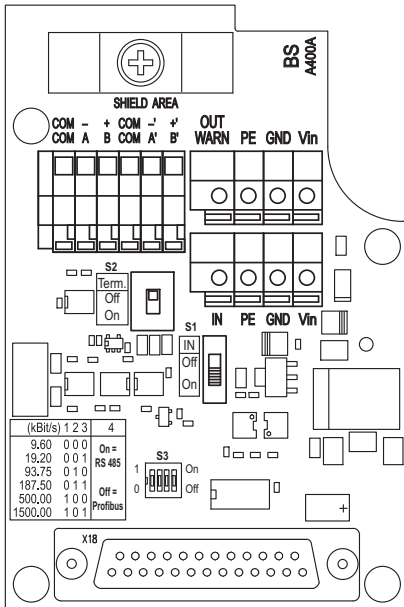 BS
A400A
SHIELD AREA
COM – + COM –' +'
COM A B COM A' B'
OUT
WARN PE GND Vin
S2
Term.
Off
On
IN PE GND Vin
S1
IN
Off
On
(kBit/s) 1 2 3 4
9.60 0 0 0
19.20 0 0 1
93.75 0 1 0
187.50 0 1 1
500.00 1 0 0
1500.00 1 0 1
On =
RS 485
Off =
Profibus
S3
1 On
0 Off
+
X18